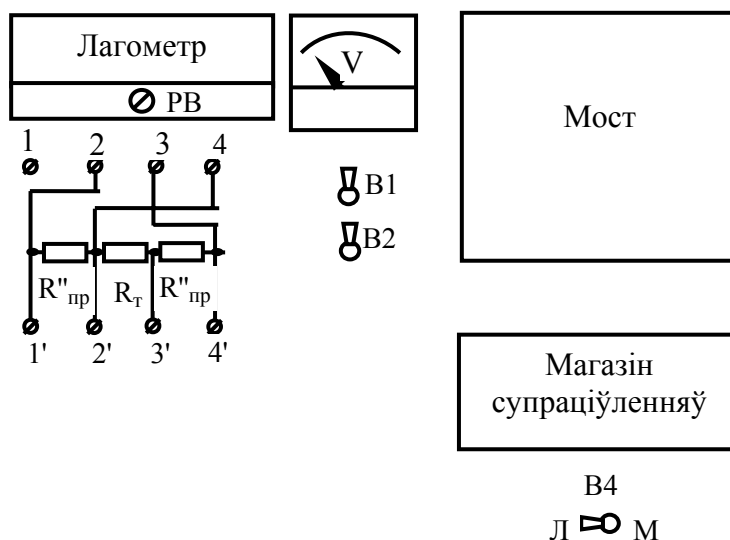 Лагометр
РВ
V
Мост
1 2 3 4
В1
В2
R"пр Rт R"пр
1' 2' 3' 4'
Магазін
супраціўленняў
В4
Л М